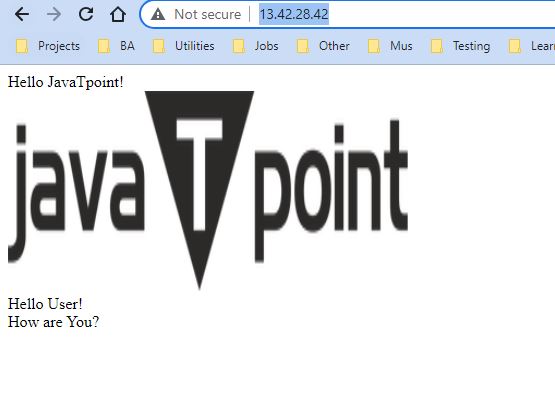 Not secure 13.42.28.42
Projects BA Utilities Jobs Other Mus Testing Lear
Hello JavaTpoint!
java T point
Hello User!
How are You?